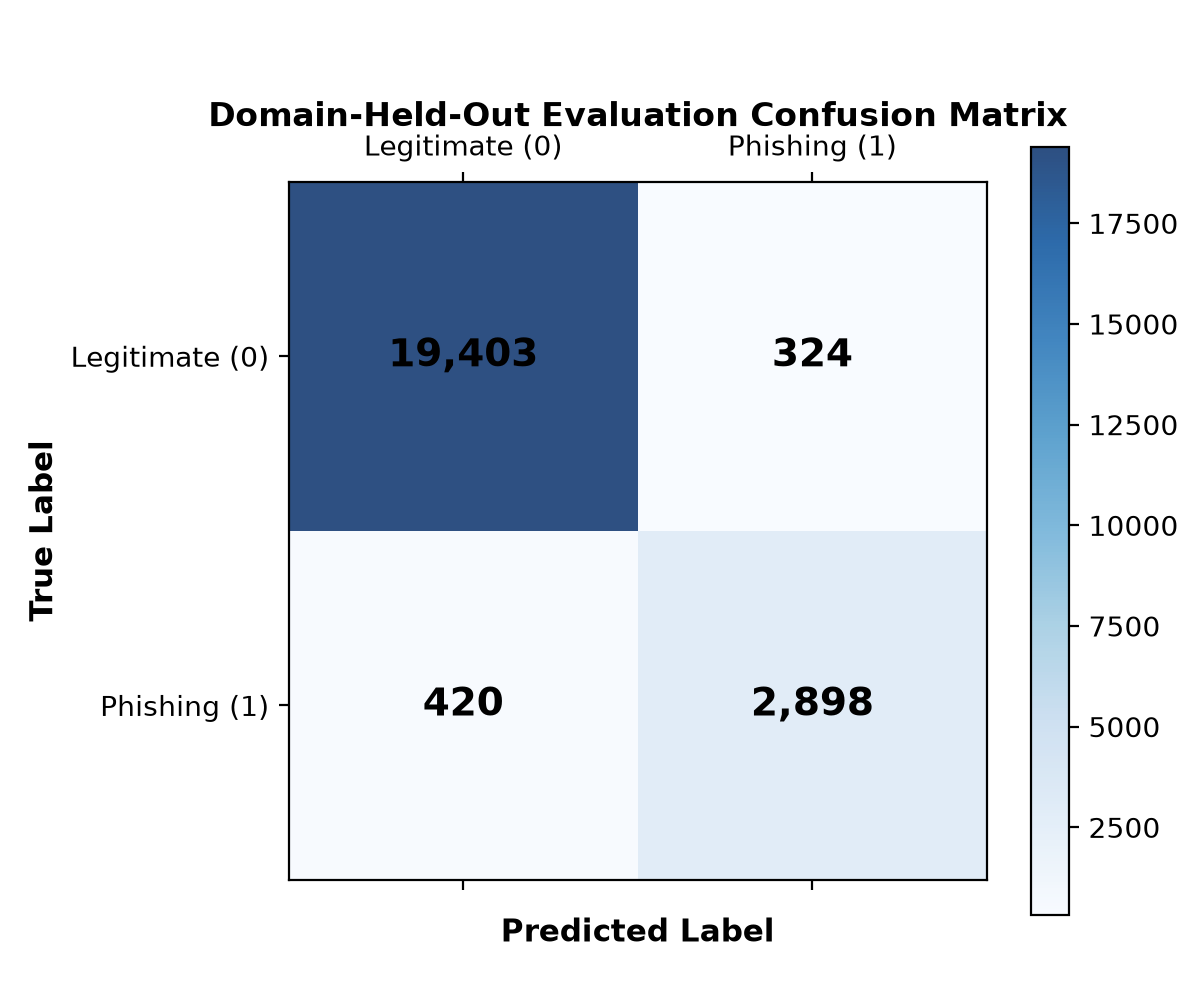 Domain-Held-Out Evaluation Confusion Matrix
Legitimate (0) Phishing (1)
17500
15000
12500
10000
7500
5000
2500
Legitimate (0)
19,403 324
True Label
Phishing (1)
420 2,898
Predicted Label